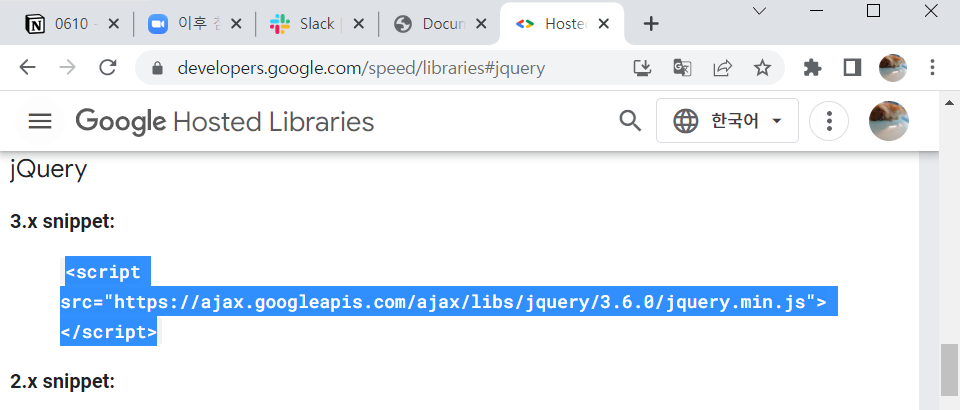 0610 -
이후
Slack
Docum
Hoste
developers.google.com/speed/libraries#jquery
Google Hosted Libraries
한국어
jQuery
3.x snippet:
<script
src="https://ajax.googleapis.com/ajax/libs/jquery/3.6.0/jquery.min.js">
</script>
2.x snippet: